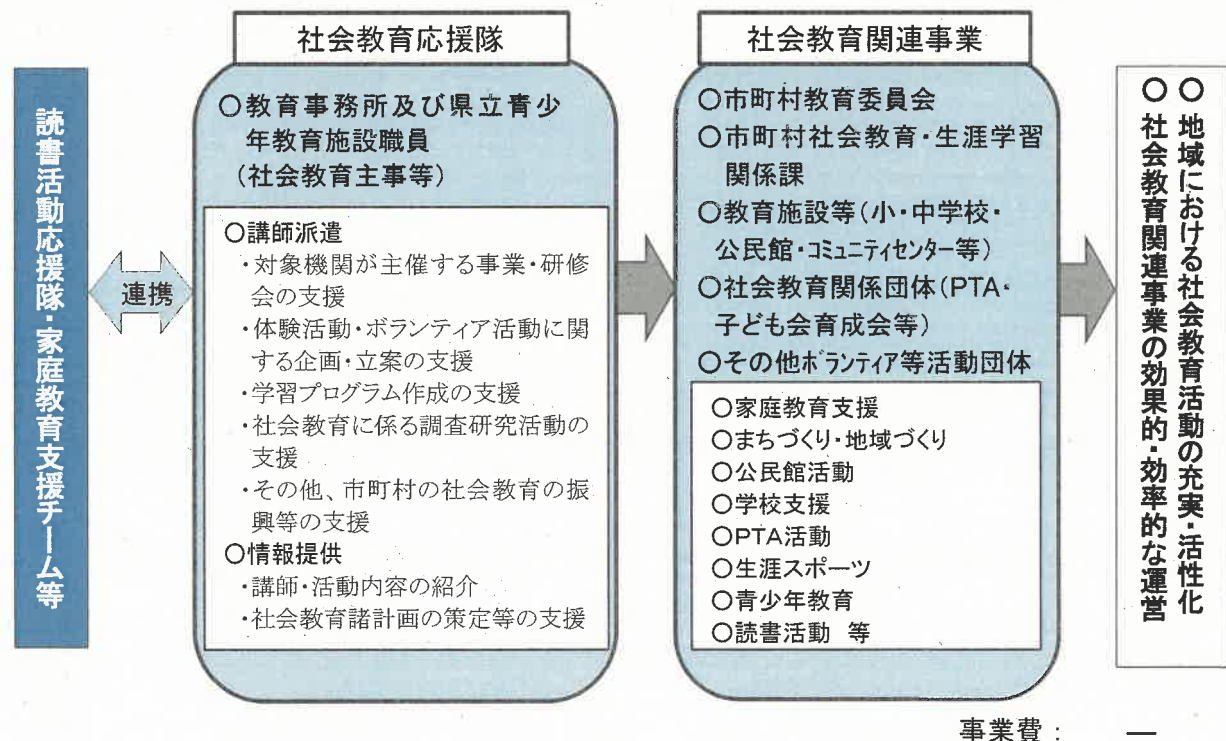 読書活動応援隊・家庭教育支援チーム等
連携
社会教育応援隊
○教育事務所及び県立青少
年教育施設職員
(社会教育主事等)
○講師派遣
・対象機関が主催する事業・研修
会の支援
・体験活動・ボランティア活動に関
する企画・立案の支援
・学習プログラム作成の支援
・社会教育に係る調査研究活動の
支援
・その他、市町村の社会教育の振
興等の支援
○情報提供
・講師・活動内容の紹介
・社会教育諸計画の策定等の支援
社会教育関連事業
○市町村教育委員会
○市町村社会教育・生涯学習
関係課
○教育施設等(小・中学校・
公民館・コミュニティセンター等)
○社会教育関係団体(PTA・
子ども会育成会等)
○その他ボランティア等活動団体
○家庭教育支援
○まちづくり・地域づくり
○公民館活動
○学校支援
○PTA活動
○生涯スポーツ
○青少年教育
○読書活動 等
○地域における社会教育活動の充実・活性化
○社会教育関連事業の効果的・効率的な運営
事業費: ―